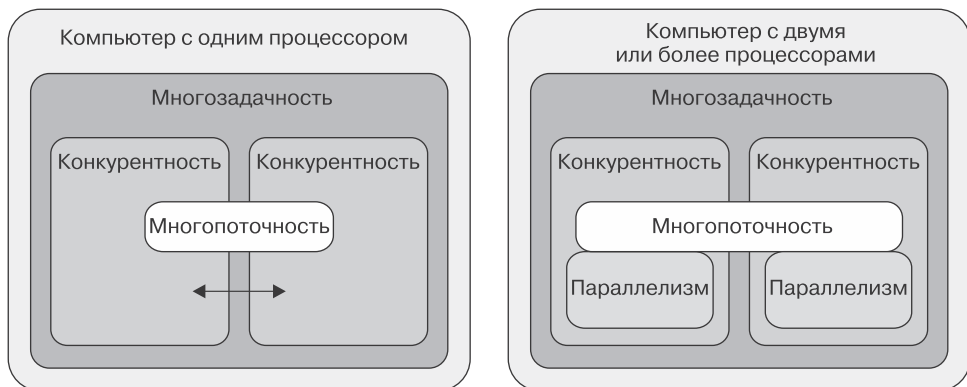 Компьютер с одним процессором
Многозадачность
Конкурентность
Конкурентность
Многопоточность
Компьютер с двумя
или более процессорами
Многозадачность
Конкурентность
Конкурентность
Многопоточность
Параллелизм
Параллелизм